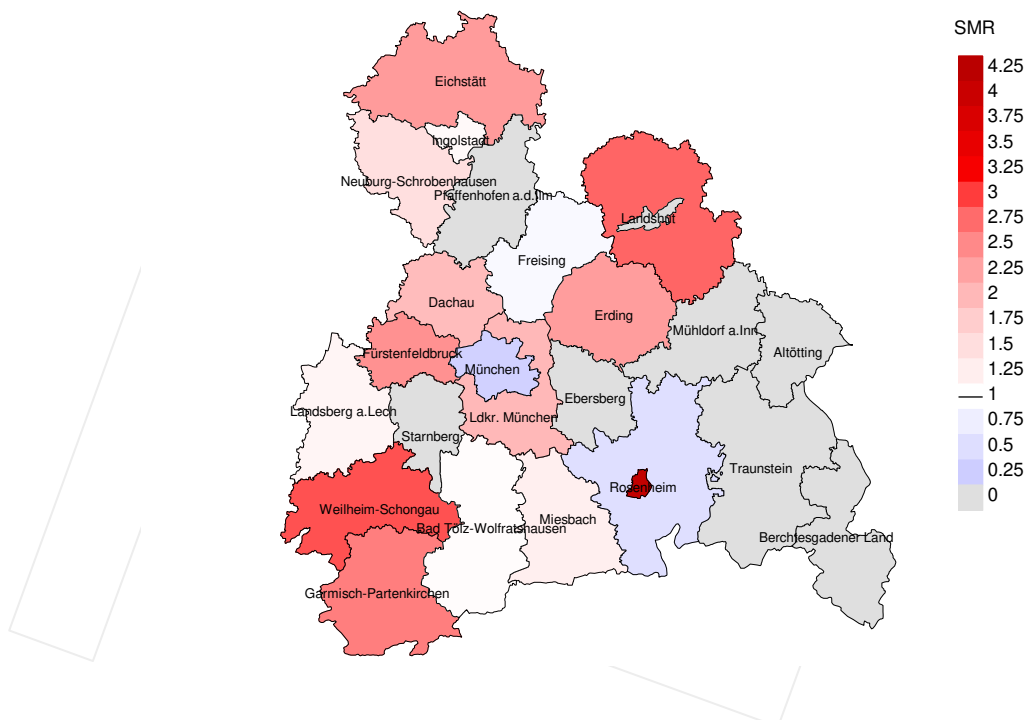 SMR
4.25
4
3.75
3.5
3.25
3
2.75
2.5
2.25
2
1.75
1.5
1.25
1
0.75
0.5
0.25
0
Eichstätt
Ingolstadt
Neuburg-Schrobenhausen
Pfaffenhofen a.d.Ilm
Landshut
Freising
Dachau
Erding
Mühldorf a.Inn
Altötting
Fürstenfeldbruck
München
Ebersberg
Landsberg a.Lech
Ldkr. München
Starnberg
Traunstein
Rosenheim
Weilheim-Schongau
Miesbach
Bad Tölz-Wolfratshausen
Berchtesgadener Land
Garmisch-Partenkirchen